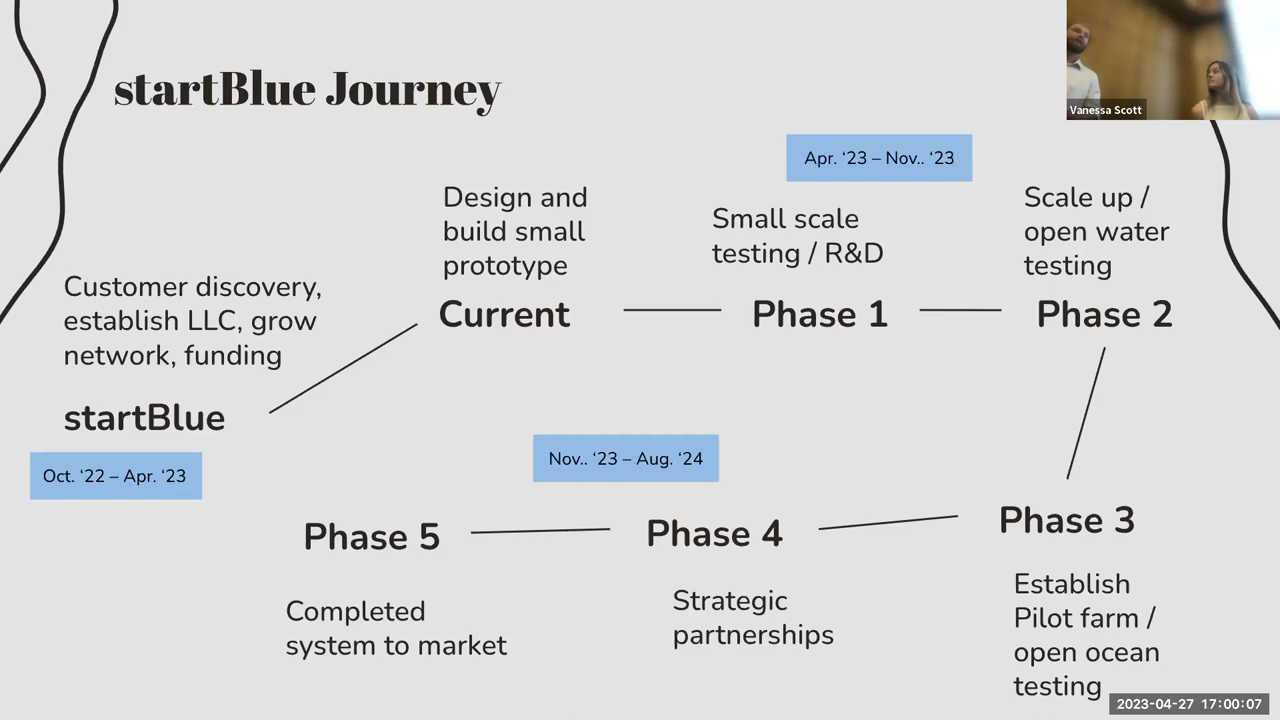 startBlue Journey
Vanessa Scott
Apr. ‘23 – Nov.. ‘23
Design and
build small
prototype
Small scale
testing / R&D
Scale up /
open water
testing
Customer discovery,
establish LLC, grow
network, funding
Current
Phase 1
Phase 2
startBlue
Oct. ‘22 – Apr. ‘23
Nov.. ‘23 – Aug. ‘24
Phase 5
Phase 4
Phase 3
Completed
system to market
Strategic
partnerships
Establish
Pilot farm /
open ocean
testing
2023-04-27 17:00:07